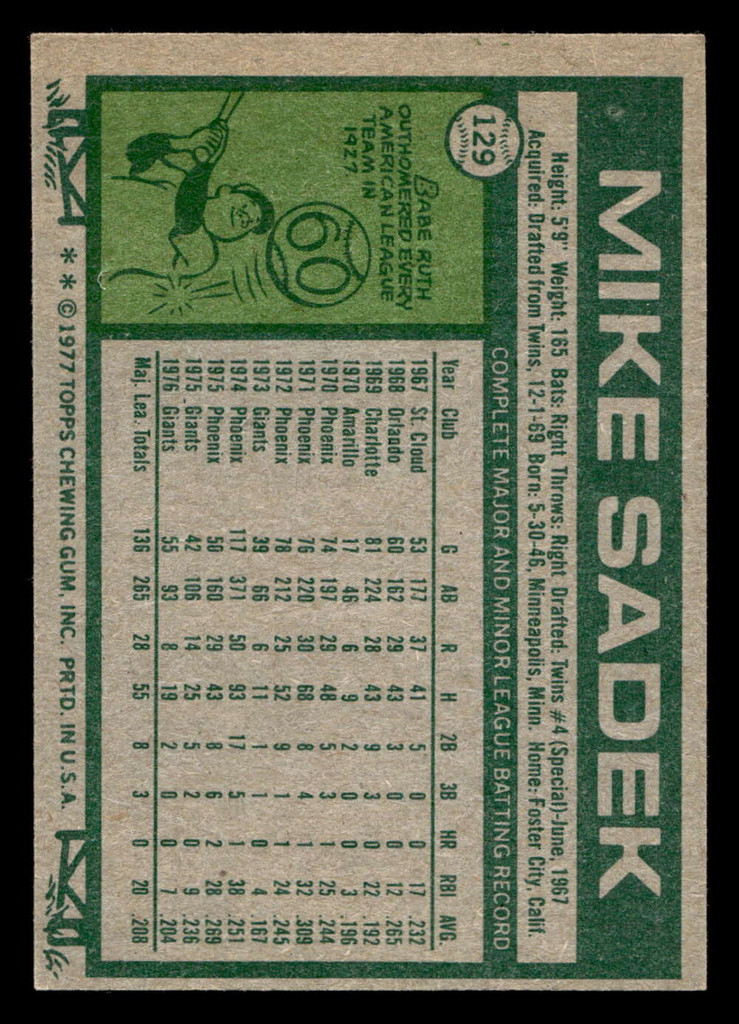 129
MIKE SADEK
Height: 5'9" Weight: 165 Bats: Right Throws: Right Drafted: Twins #4 (Special)-June, 1967
Acquired: Drafted from Twins, 12-1-69 Born: 5-30-46, Minneapolis, Minn. Home: Foster City, Calif.
COMPLETE MAJOR AND MINOR LEAGUE BATTING RECORD
BABE RUTH
OUTHOMERED EVERY
AMERICAN LEAGUE
TEAM IN
1927
60
Year Club G AB R H 2B 3B HR RBI AVG.
1967 St. Cloud 53 177 37 41 5 0 0 17 .232
1968 Orlando 60 162 29 43 3 0 0 12 .265
1969 Charlotte 81 224 28 43 9 3 0 22 .192
1970 Amarillo 17 46 6 9 2 0 0 3 .196
1970 Phoenix 74 197 29 48 5 3 1 25 .244
1971 Phoenix 76 220 30 68 8 4 1 32 .309
1972 Phoenix 78 212 25 52 9 1 1 24 .245
1973 Giants 39 66 6 11 1 1 0 4 .167
1974 Phoenix 117 371 50 93 17 5 1 38 .251
1975 Phoenix 50 160 29 43 8 6 2 28 .269
1975 Giants 42 106 14 25 5 2 0 9 .236
1976 Giants 55 93 8 19 2 0 0 7 .204
Maj. Lea. Totals 136 265 28 55 8 3 0 20 .208
* * © 1977 TOPPS CHEWING GUM, INC. PRTD. IN U.S.A.